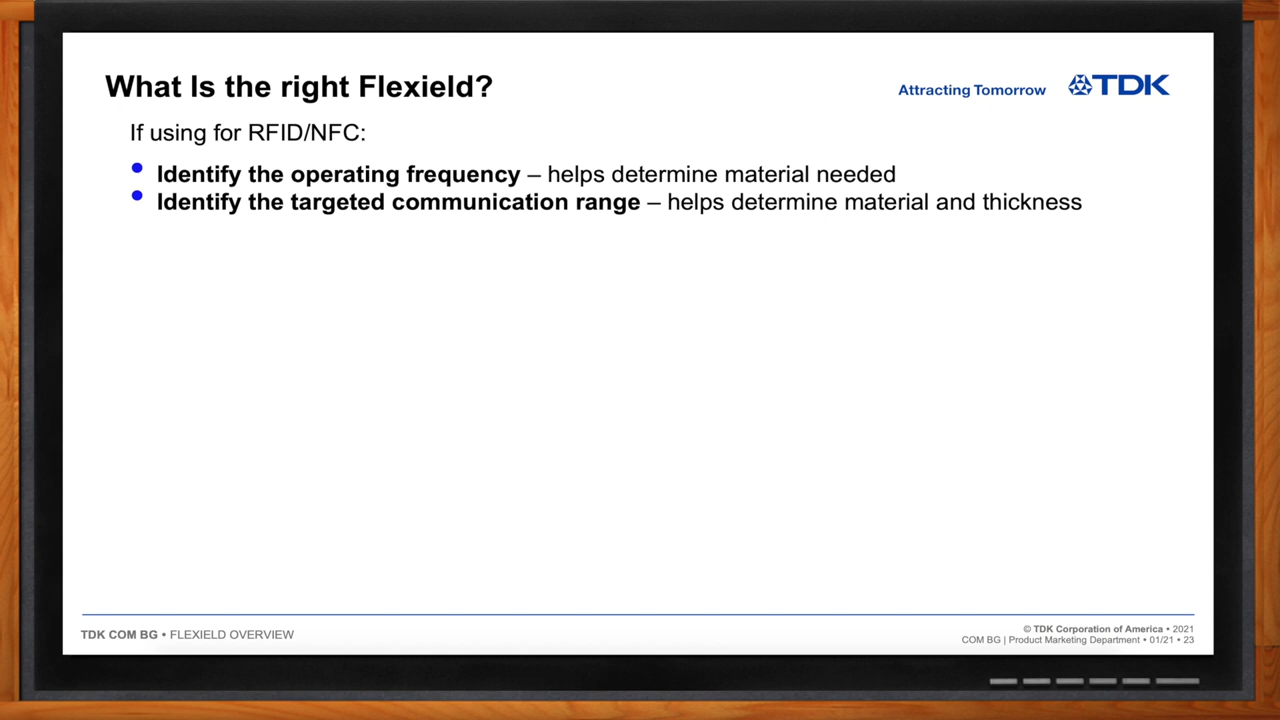 What Is the right Flexield?
Attracting Tomorrow
TDK
If using for RFID/NFC:
• Identify the operating frequency – helps determine material needed
• Identify the targeted communication range – helps determine material and thickness
TDK COM BG • FLEXIELD OVERVIEW
© TDK Corporation of America • 2021
COM BG | Product Marketing Department • 01/21 • 23